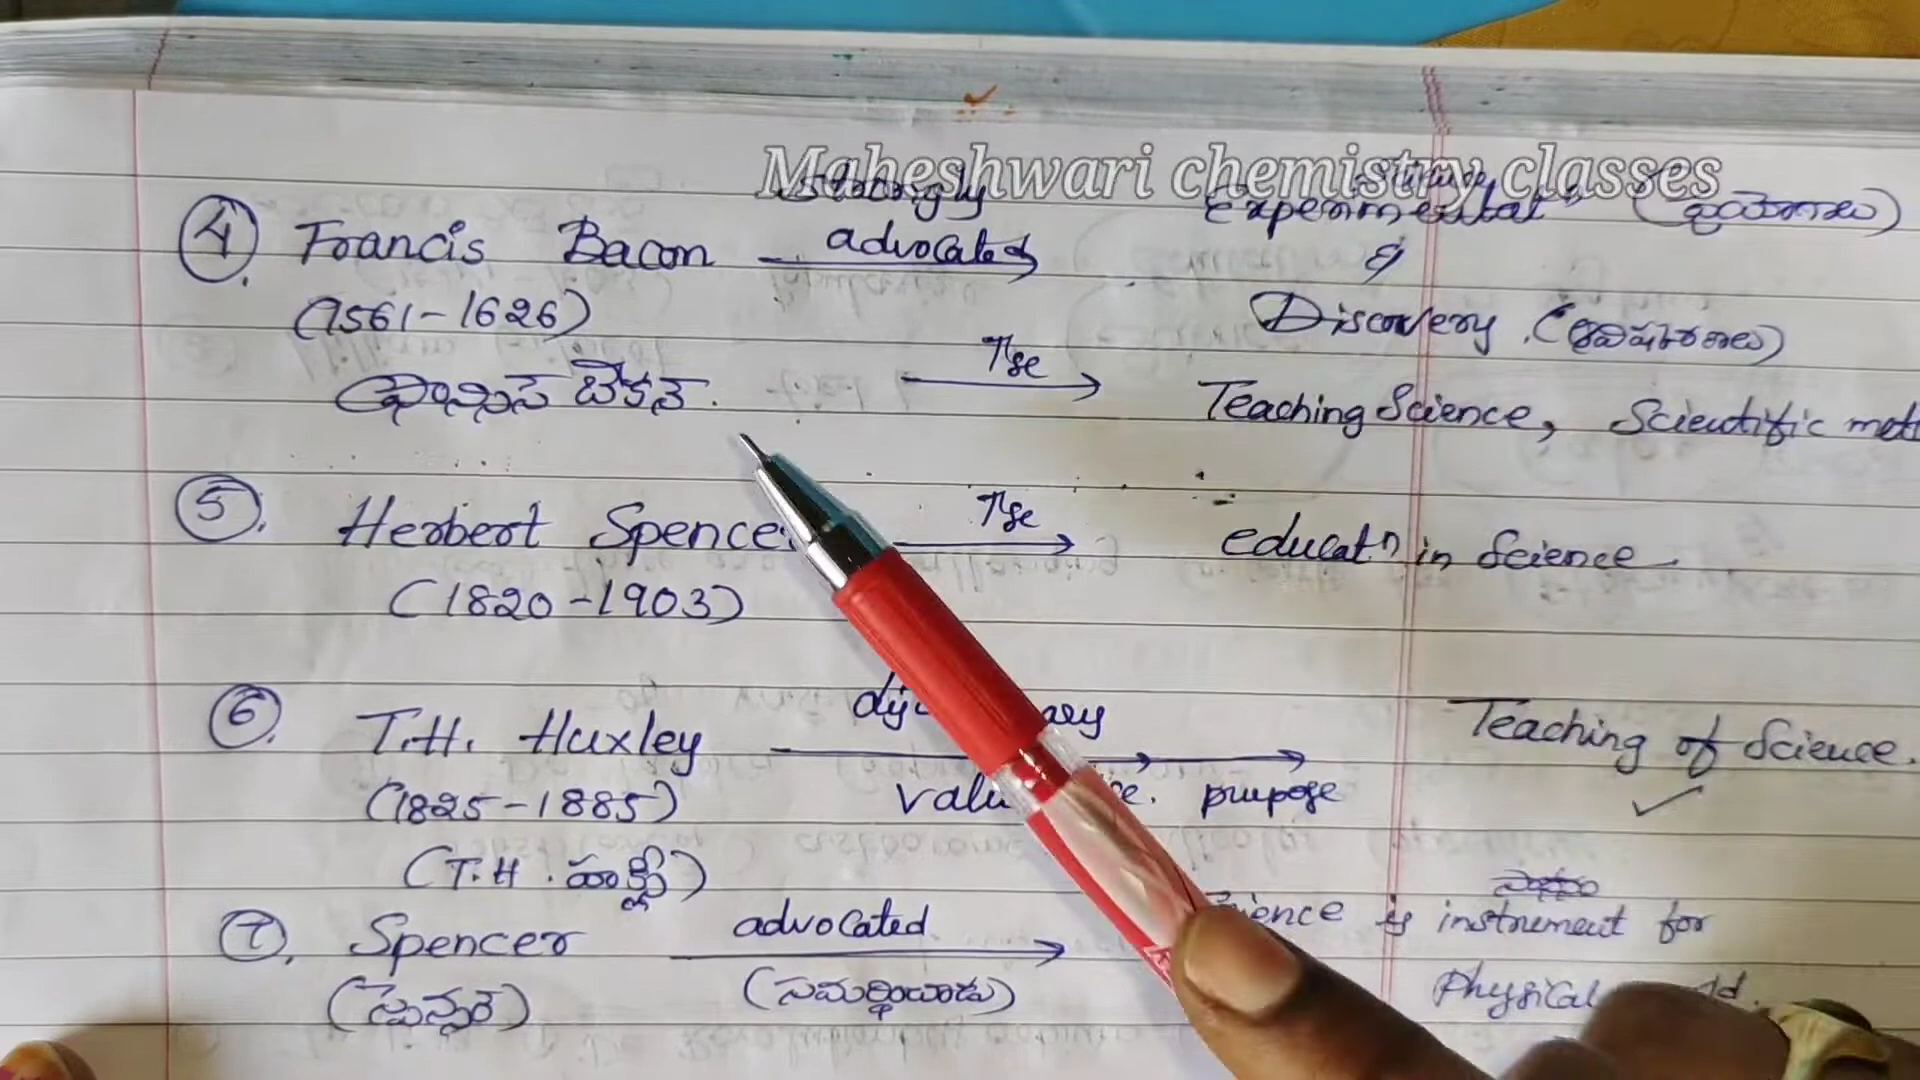 Maheshwari chemistry classes
④. Francis Bacon strongly advocated Experimental (ప్రయోగాలు)
&
(1561-1626) Discovery. (ఆవిష్కరణలు)
ఫ్రాన్సిస్ బేకన్. Teaching Science, Scientific
⑤. Herbert Spencer education in Science.
(1820-1903)
⑥. T.H. Huxley Teaching of Science.
(1825-1885) purpose
(T.H. హక్స్లీ)
⑦. Spencer advocated is instrument for
(స్పెన్సర్) (సమర్థించాడు) Physical